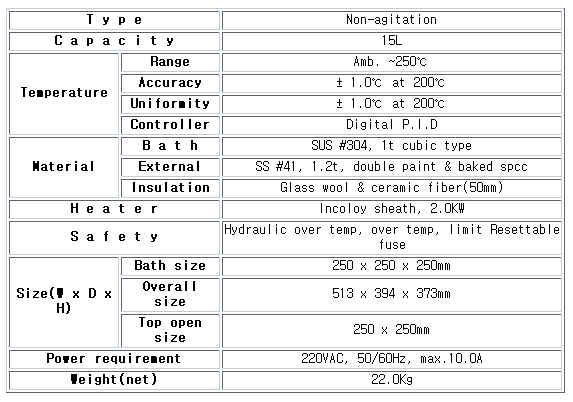 Type Non-agitation
Capacity 15L
Temperature Range Amb. ~250℃
Accuracy ± 1.0℃ at 200℃
Uniformity ± 1.0℃ at 200℃
Controller Digital P.I.D
Material Bath SUS #304, 1t cubic type
External SS #41, 1.2t, double paint & baked spcc
Insulation Glass wool & ceramic fiber(50mm)
Heater Incoloy sheath, 2.0KW
Safety Hydraulic over temp, over temp, limit Resettable
fuse
Size(W x D x
H) Bath size 250 x 250 x 250mm
Overall
size 513 x 394 x 373mm
Top open
size 250 x 250mm
Power requirement 220VAC, 50/60Hz, max.10.0A
Weight(net) 22.0Kg